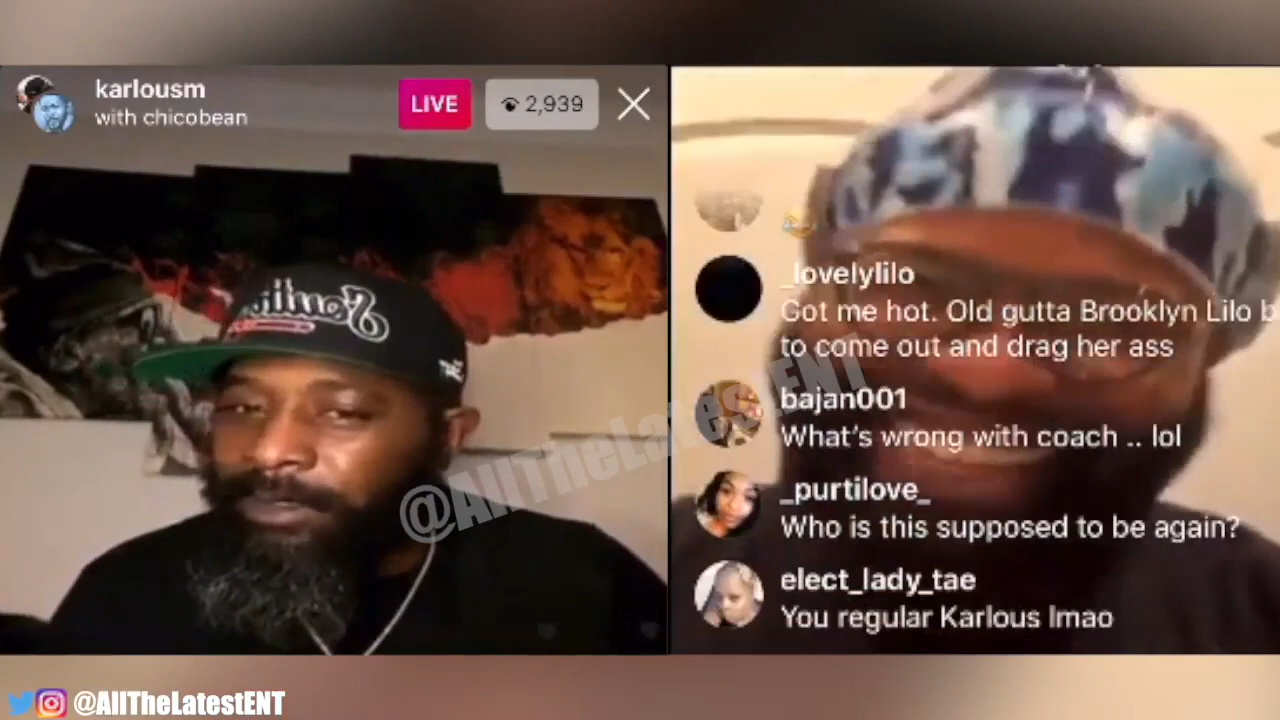 karlousm
with chicobean
LIVE
2,939
_lovelylilo
Got me hot. Old gutta Brooklyn Lilo b
to come out and drag her ass
bajan001
What's wrong with coach .. lol
_purtilove_
Who is this supposed to be again?
elect_lady_tae
You regular Karlous lmao
@AllTheLatestENT
@AllTheLatestENT